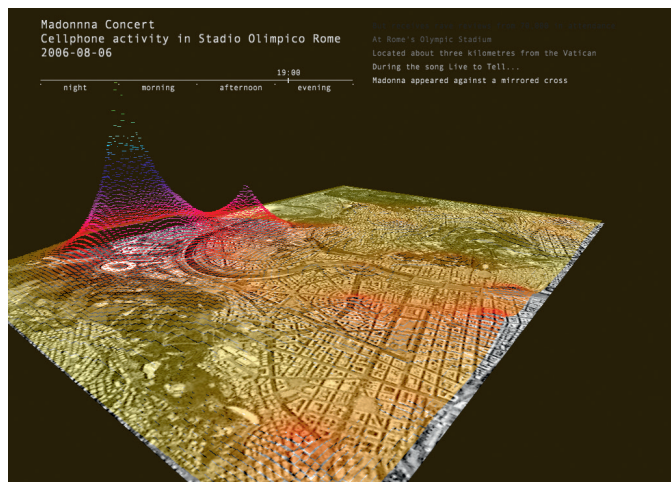 Madonnna Concert
Cellphone activity in Stadio Olimpico Rome
2006-08-06
19:00
night morning afternoon evening
At Rome's Olympic Stadium
Located about three kilometres from the Vatican
During the song Live to Tell...
Madonna appeared against a mirrored cross